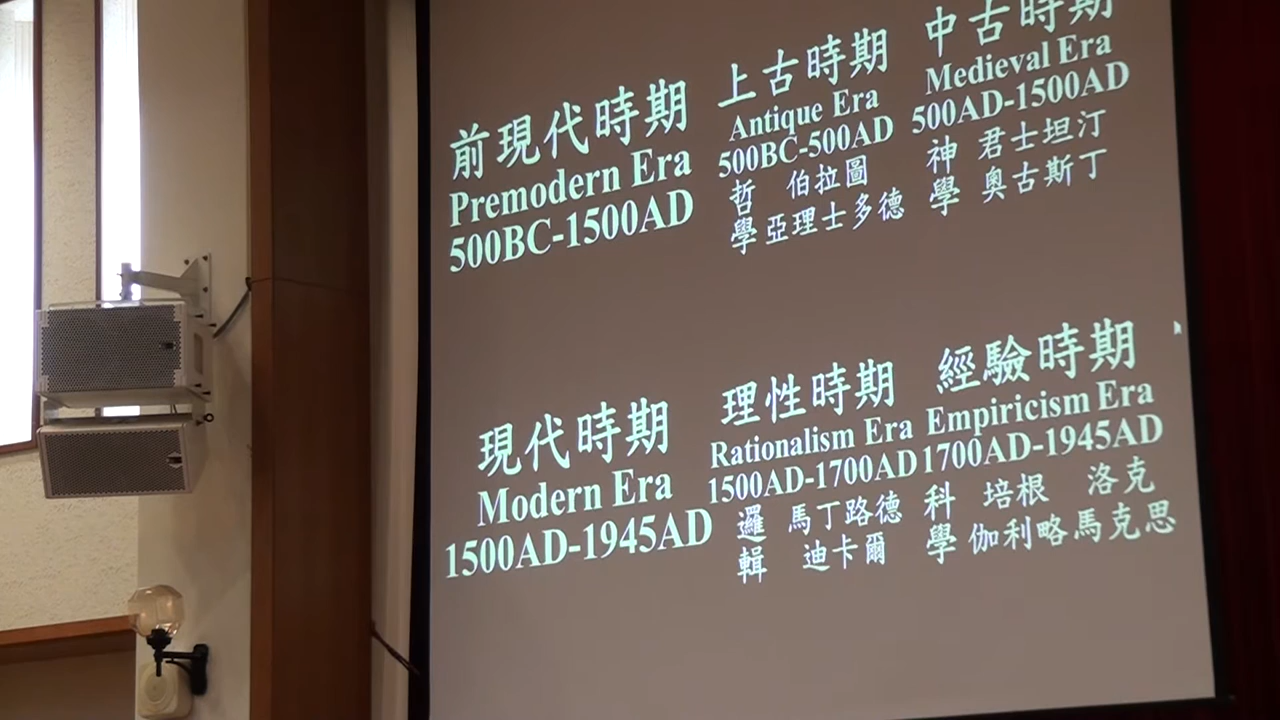 前現代時期
Premodern Era
500BC-1500AD
上古時期
Antique Era
500BC-500AD
哲學
伯拉圖
亞理士多德
中古時期
Medieval Era
500AD-1500AD
神學
君士坦汀
奧古斯丁
現代時期
Modern Era
1500AD-1945AD
理性時期
Rationalism Era
1500AD-1700AD
邏輯
馬丁路德
迪卡爾
經驗時期
Empiricism Era
1700AD-1945AD
科學
培根 洛克
伽利略馬克思